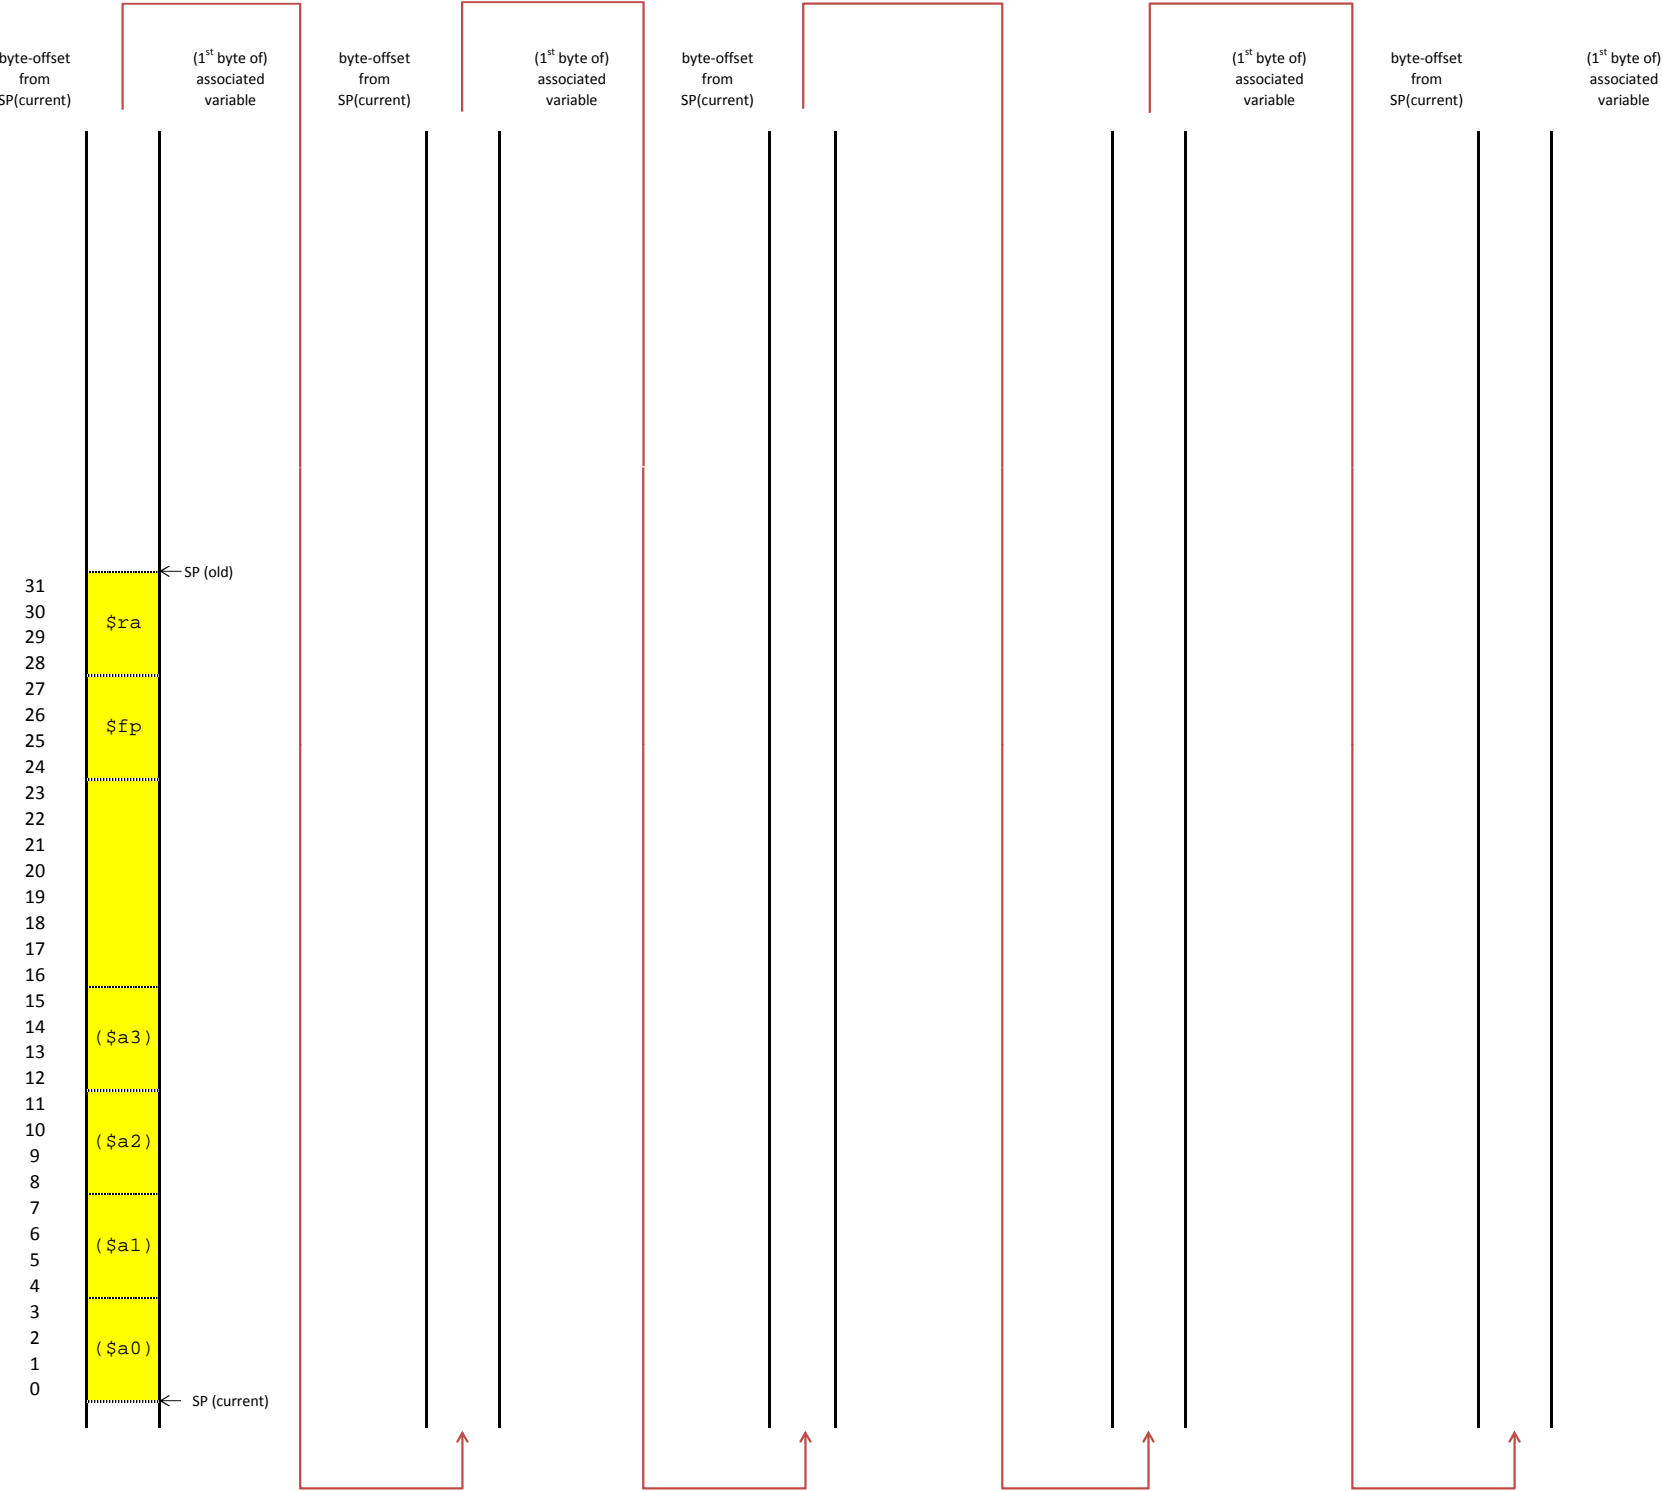 byte-offset
from
SP(current)
(1st byte of)
associated
variable
byte-offset
from
SP(current)
(1st byte of)
associated
variable
byte-offset
from
SP(current)
(1st byte of)
associated
variable
byte-offset
from
SP(current)
(1st byte of)
associated
variable
SP (old)
31
30
$ra
29
28
27
26
$fp
25
24
23
22
21
20
19
18
17
16
15
14
($a3)
13
12
11
10
($a2)
9
8
7
6
($a1)
5
4
3
2
($a0)
1
0
SP (current)